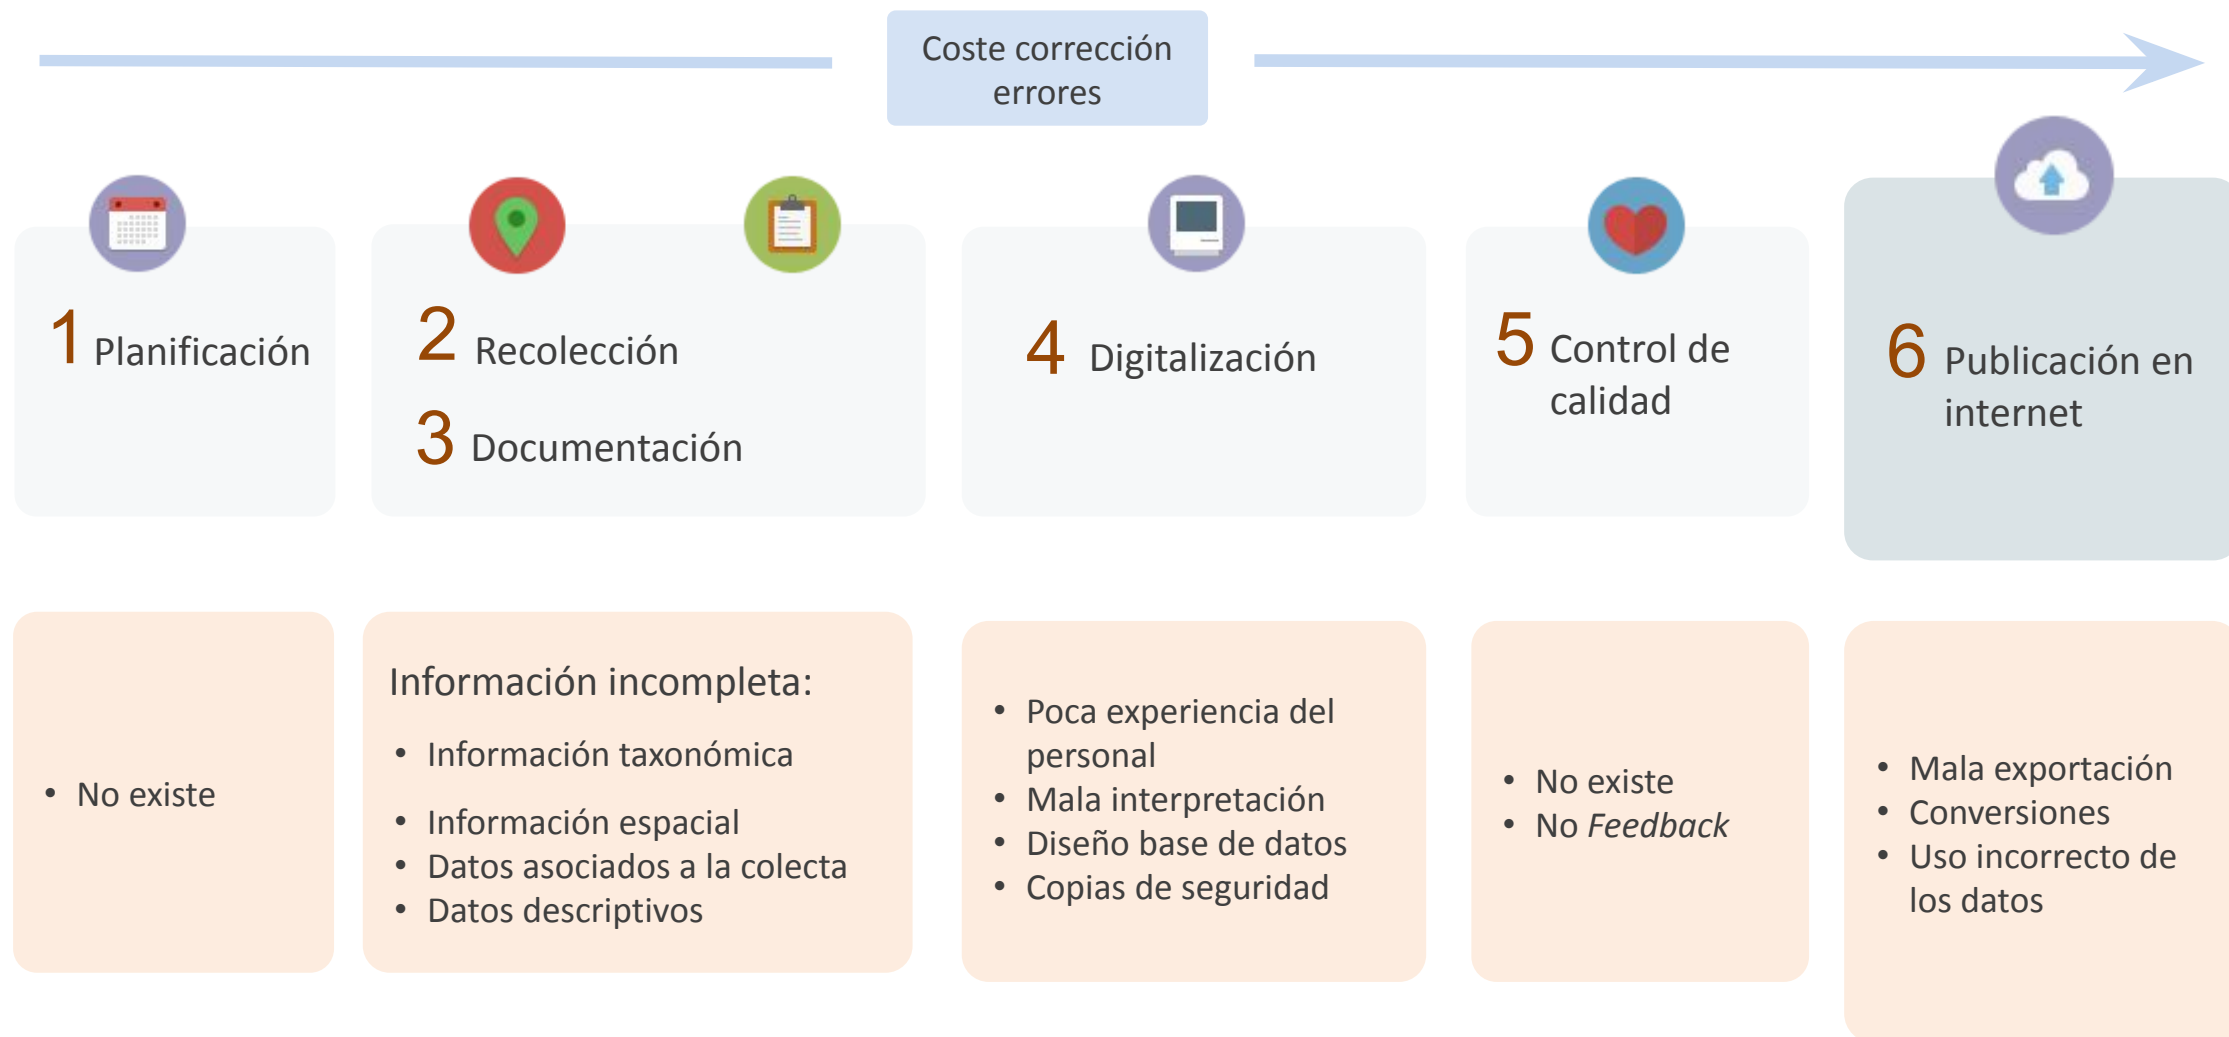 Coste corrección
errores
1 Planificación
2 Recolección
3 Documentación
4 Digitalización
5 Control de
calidad
6 Publicación en
internet
• No existe
Información incompleta:
• Información taxonómica
• Información espacial
• Datos asociados a la colecta
• Datos descriptivos
• Poca experiencia del
personal
• Mala interpretación
• Diseño base de datos
• Copias de seguridad
• No existe
• No Feedback
• Mala exportación
• Conversiones
• Uso incorrecto de
los datos